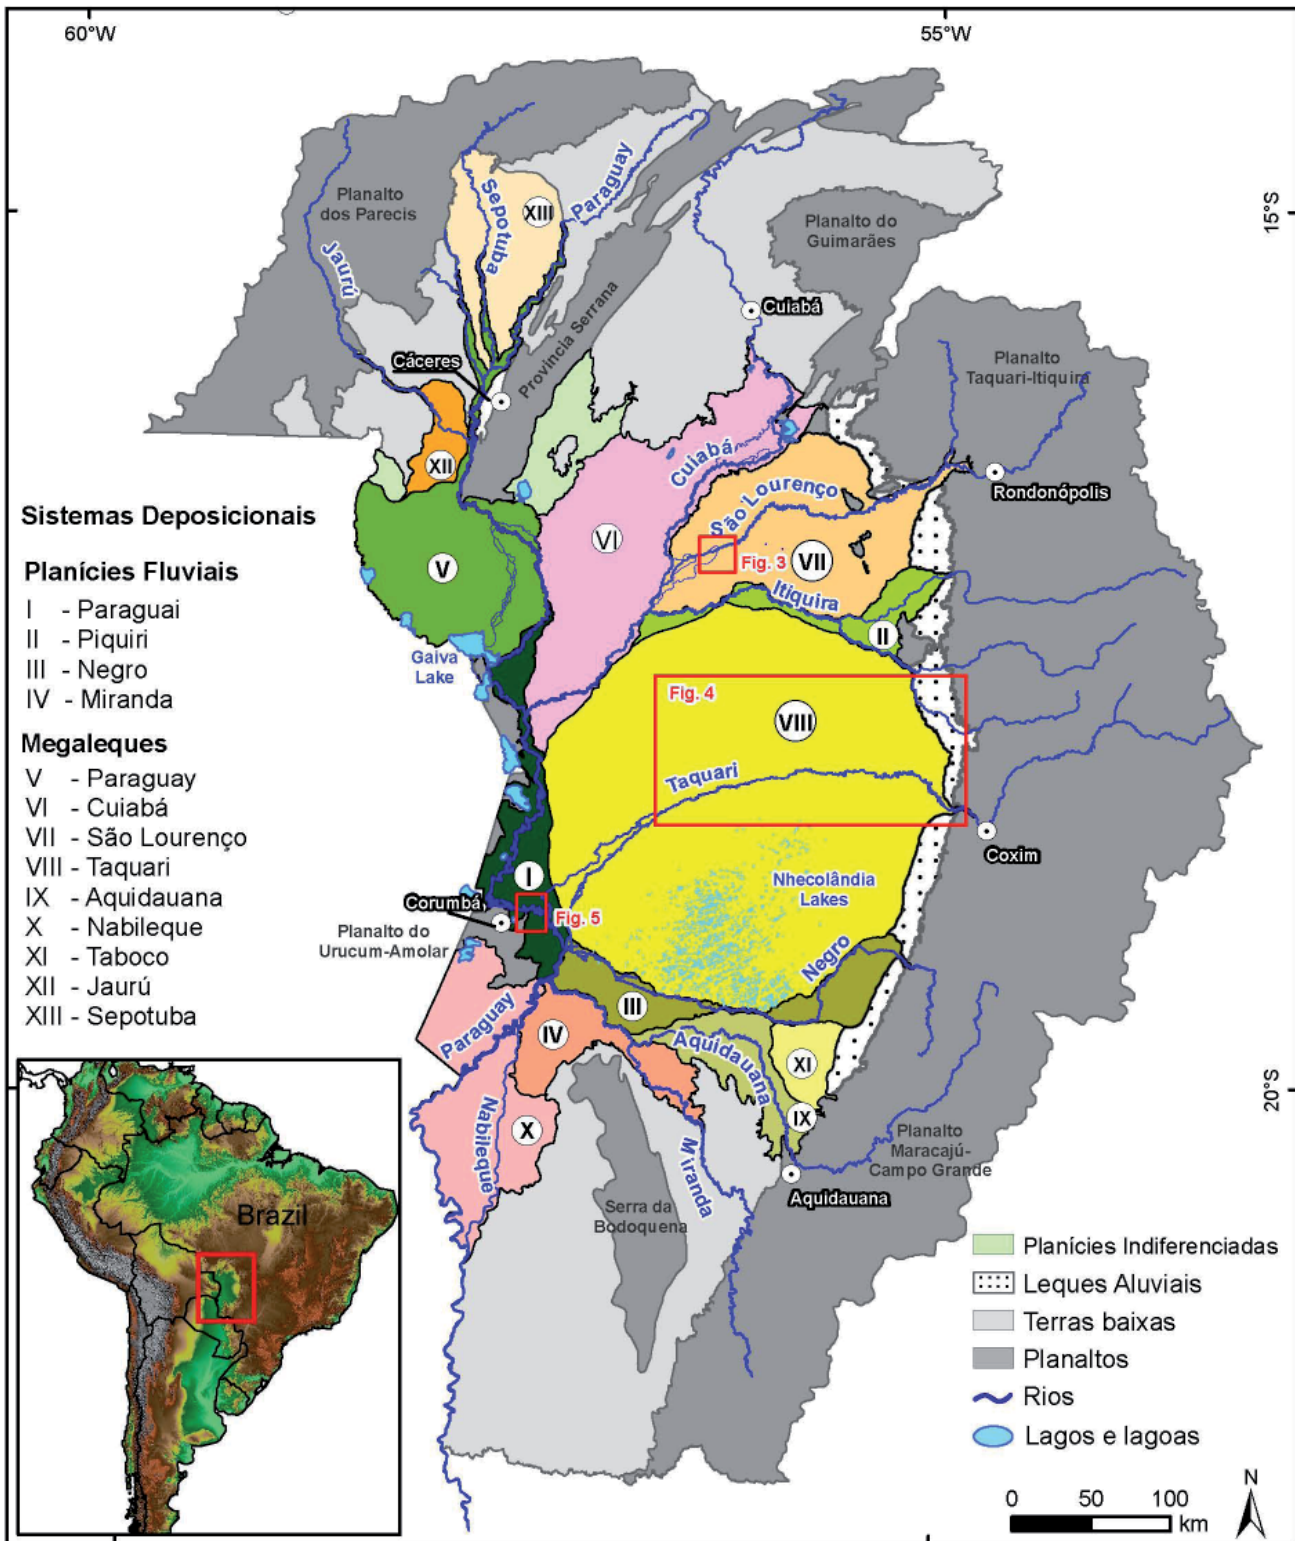 60°W
55°W
15°S
20°S
Planalto
dos Parecis
Sepotuba
XIII
Paraguay
Jaurú
Planalto do
Guimarães
Cuiabá
Provincia Serrana
Cáceres
Planalto
Taquari-Itiquira
XII
Cuiabá
São Lourenço
Rondonópolis
V
VI
VII
Fig. 3
Itiquira
II
Gaiva
Lake
Fig. 4
VIII
Taquari
Coxim
I
Nhecolândia
Lakes
Corumbá
Fig. 5
Planalto do
Urucum-Amolar
Negro
III
Paraguay
IV
Aquidauana
XI
IX
Nabileque
X
Miranda
Planalto
Maracajú-
Campo Grande
Aquidauana
Serra da
Bodoquena
Sistemas Deposicionais
Planícies Fluviais
I - Paraguai
II - Piquiri
III - Negro
IV - Miranda
Megaleques
V - Paraguay
VI - Cuiabá
VII - São Lourenço
VIII - Taquari
IX - Aquidauana
X - Nabileque
XI - Taboco
XII - Jaurú
XIII - Sepotuba
Brazil
Planícies Indiferenciadas
Leques Aluviais
Terras baixas
Planaltos
Rios
Lagos e lagoas
N
0 50 100
km